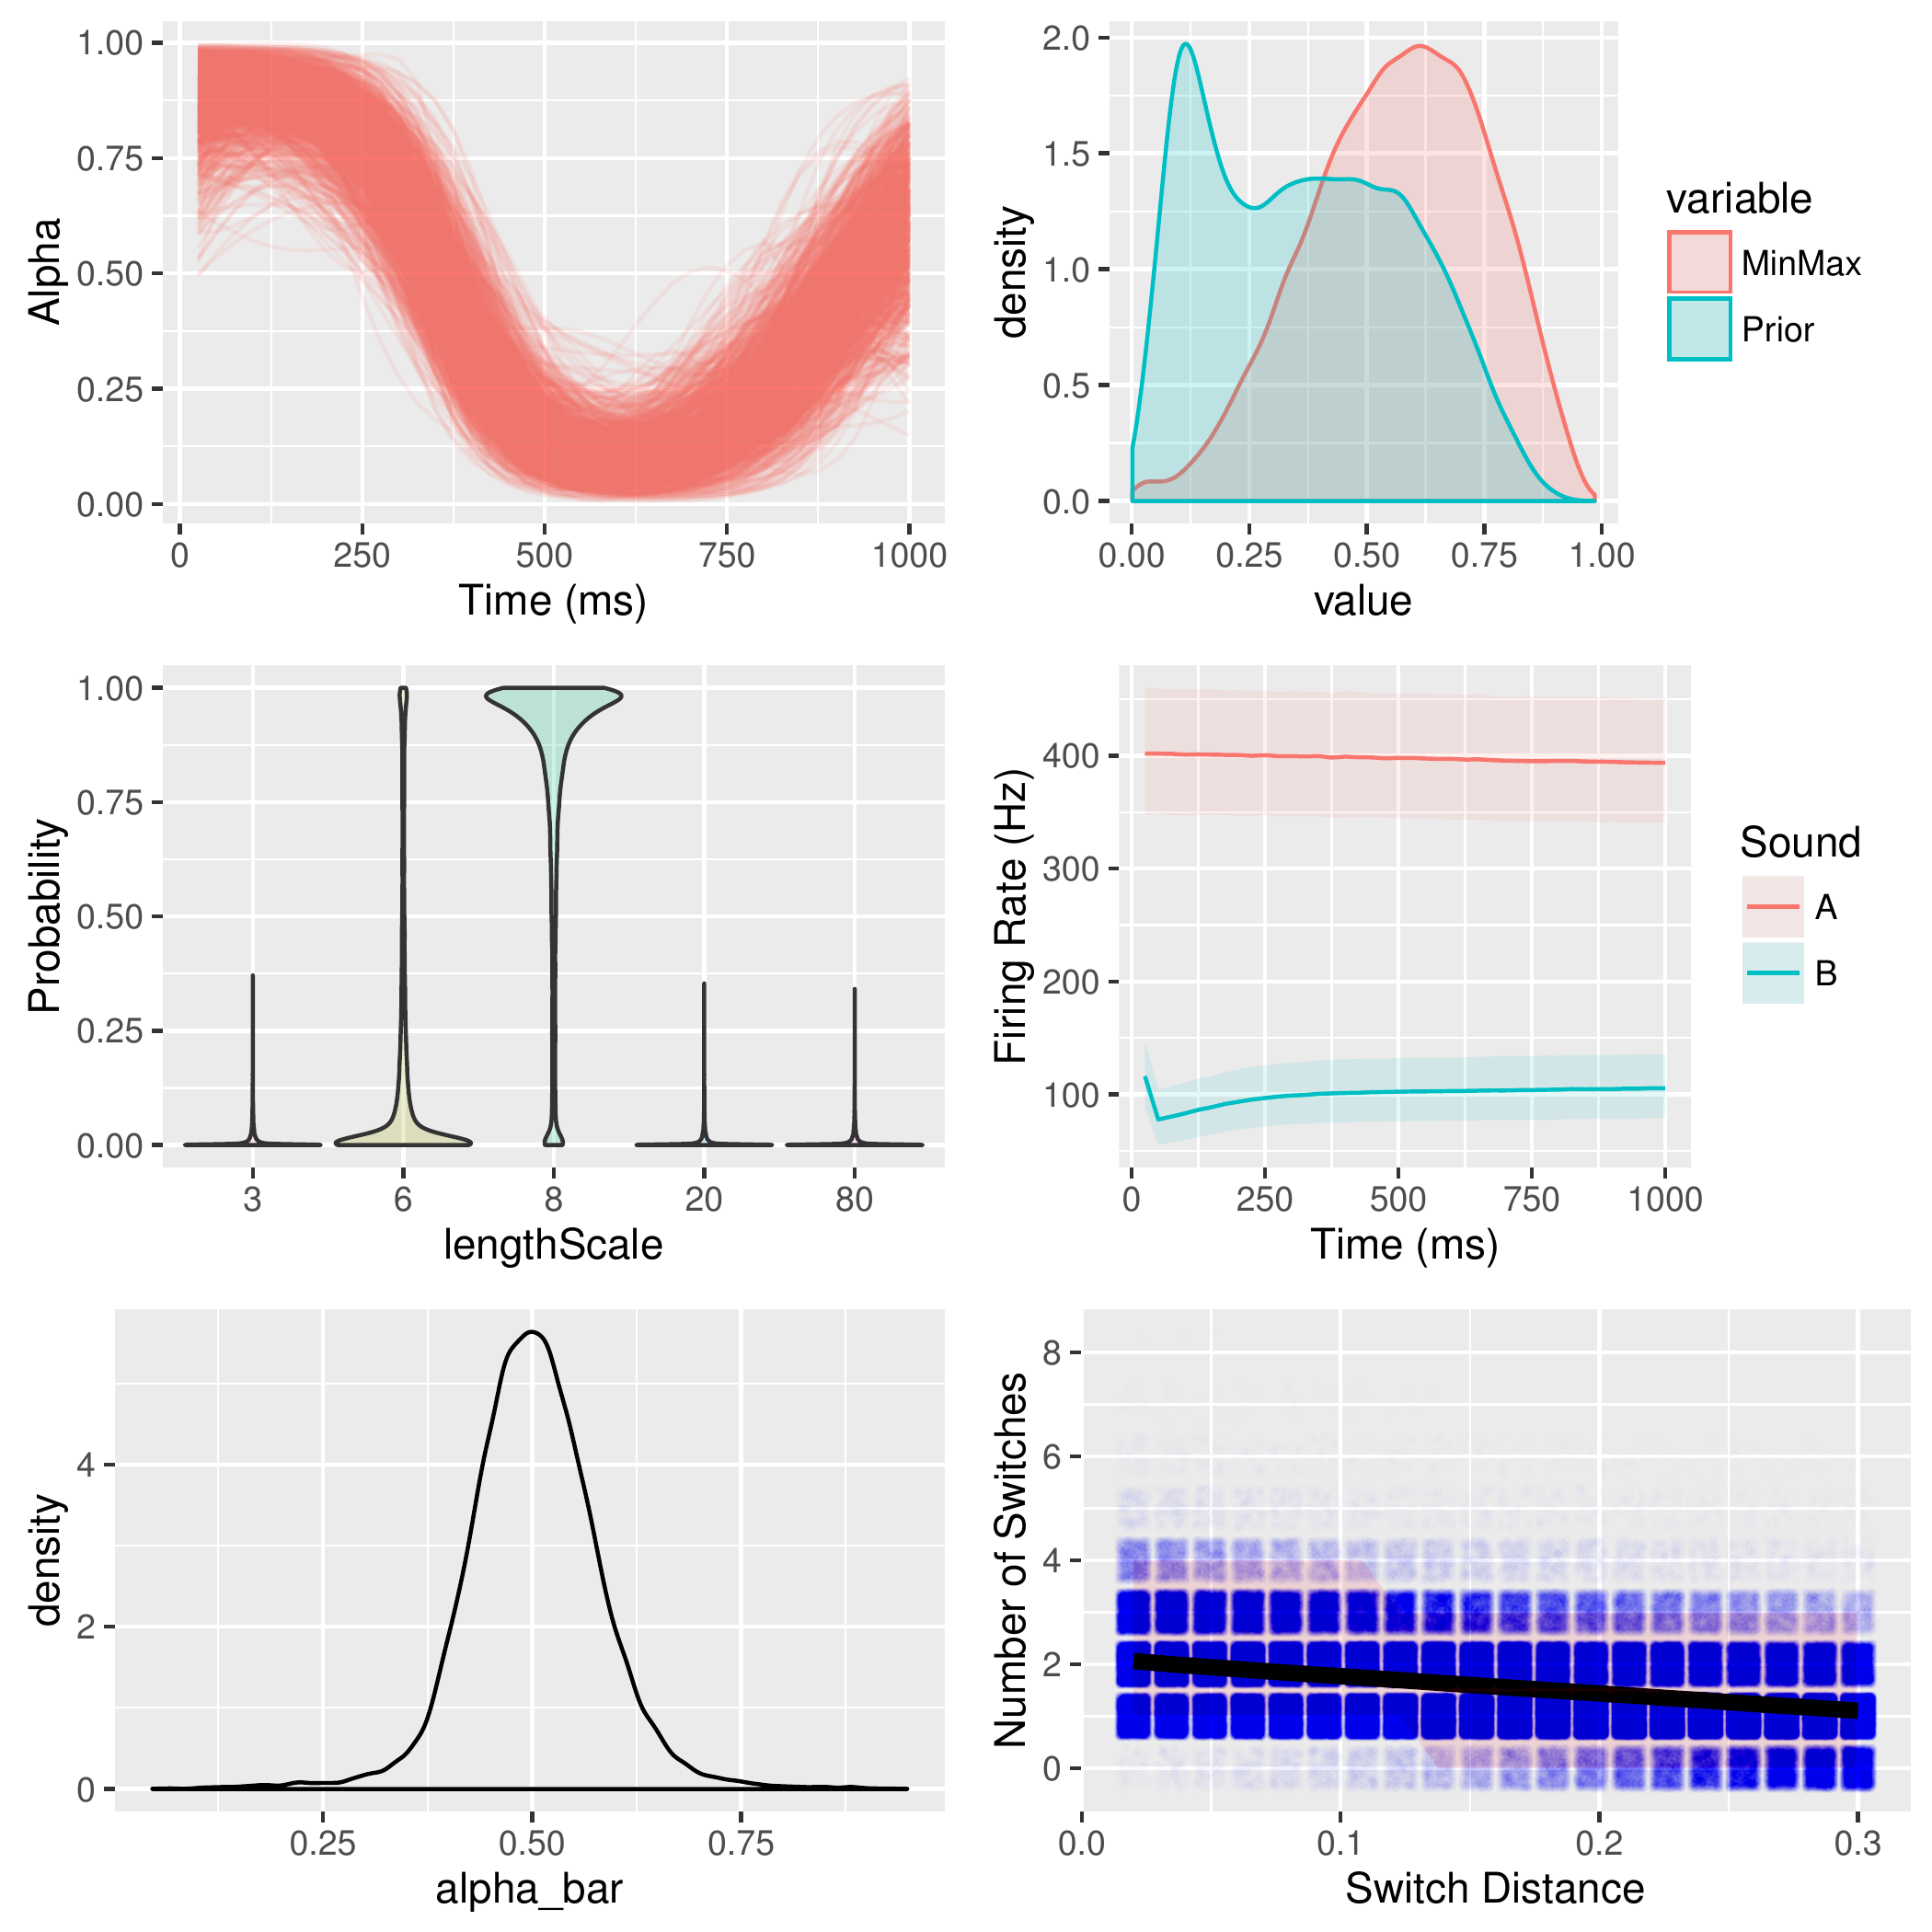 1.00
0.75
0.50
0.25
0.00
Alpha
0 250 500 750 1000
Time (ms)
2.0
1.5
1.0
0.5
0.0
density
0.00 0.25 0.50 0.75 1.00
value
variable
MinMax
Prior
1.00
0.75
0.50
0.25
0.00
Probability
3 6 8 20 80
lengthScale
400
300
200
100
Firing Rate (Hz)
0 250 500 750 1000
Time (ms)
Sound
A
B
4
2
0
density
0.25 0.50 0.75
alpha_bar
8
6
4
2
0
Number of Switches
0.0 0.1 0.2 0.3
Switch Distance